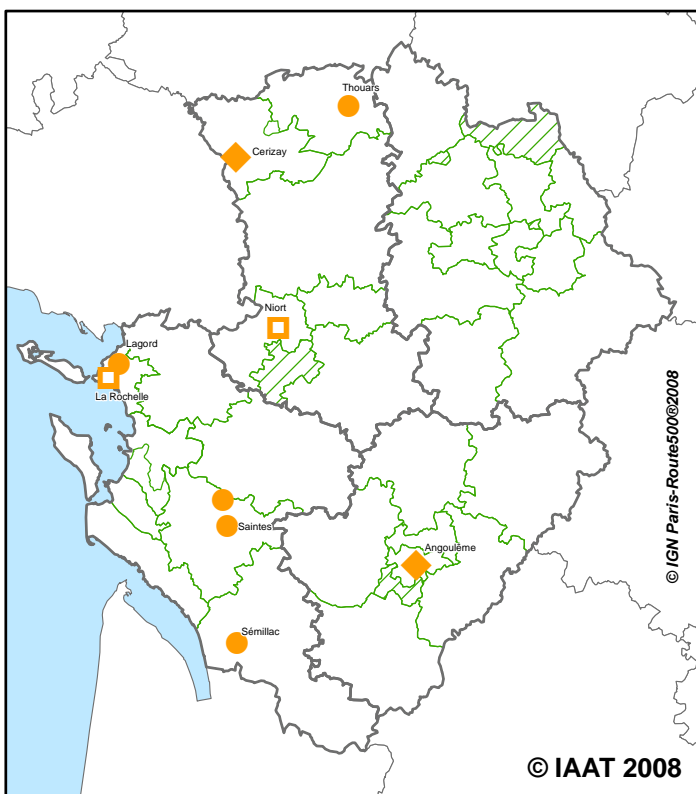 Thouars
Cerizay
Niort
Lagord
La Rochelle
Saintes
Angoulême
Sémillac
© IGN Paris-Route500®2008
© IAAT 2008